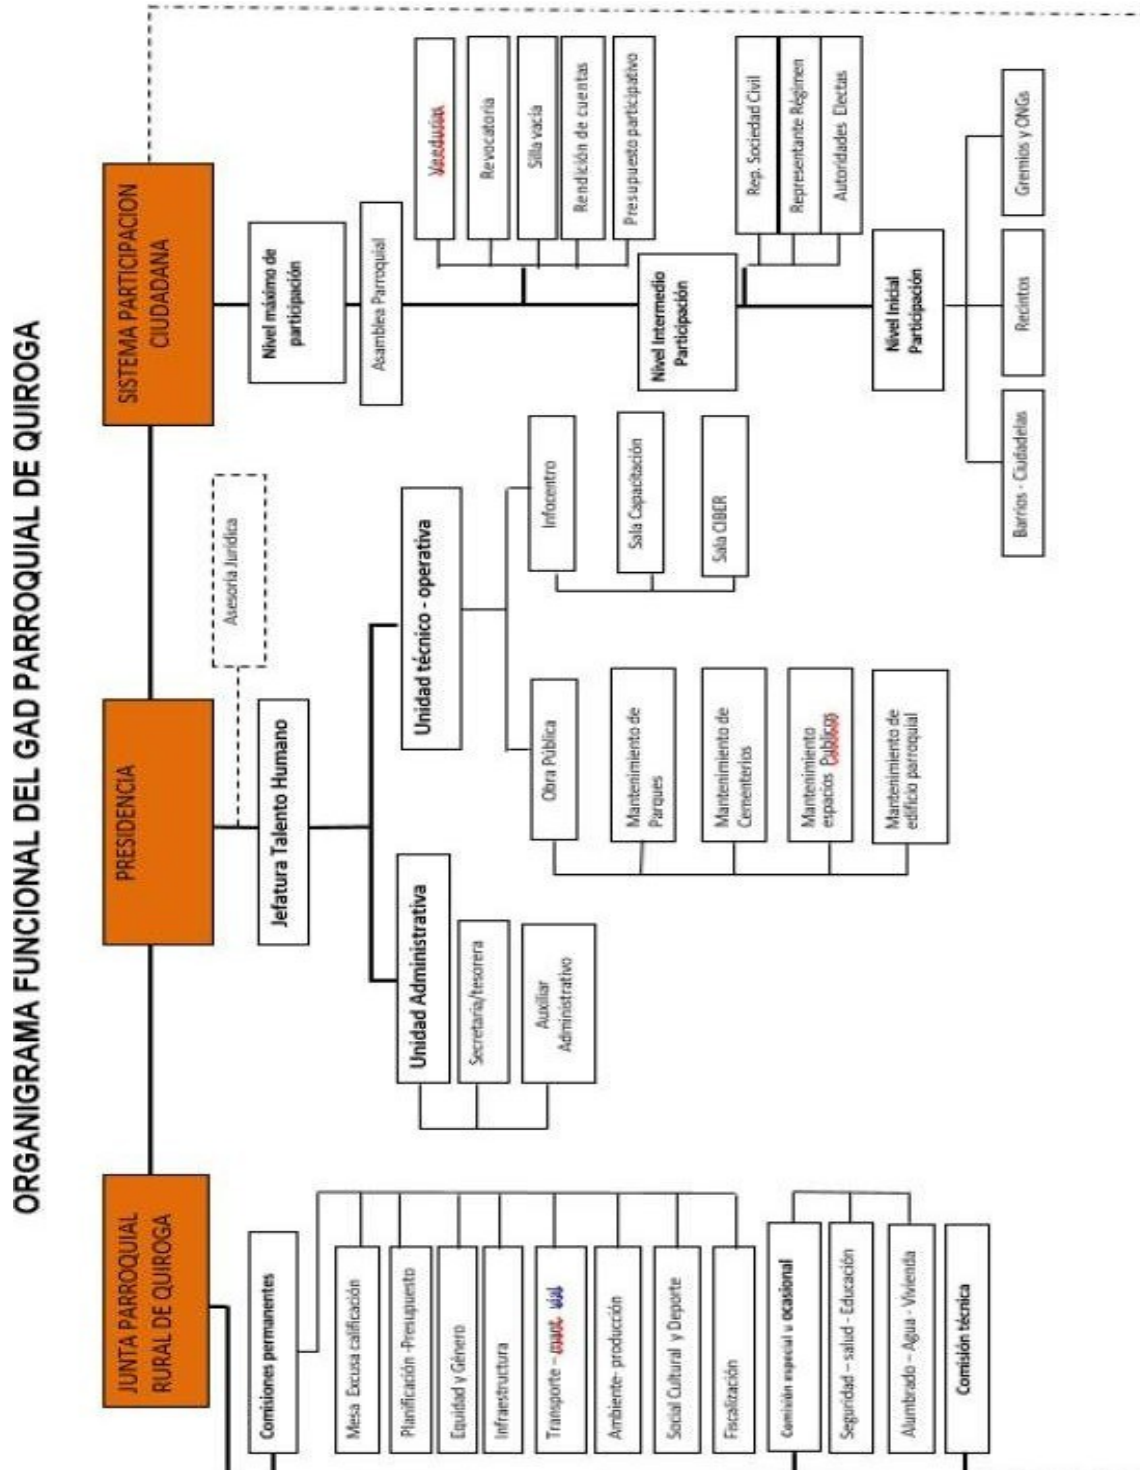 ORGANIGRAMA FUNCIONAL DEL GAD PARROQUIAL DE QUIROGA
JUNTA PARROQUIAL
RURAL DE QUIROGA
PRESIDENCIA
SISTEMA PARTICIPACION
CIUDADANA
Comisiones permanentes
Mesa Excusa calificación
Planificación -Presupuesto
Equidad y Género
Infraestructura
Transporte – mant. vial
Ambiente- producción
Social Cultural y Deporte
Fiscalización
Comisión especial u ocasional
Seguridad – salud - Educación
Alumbrado – Agua - Vivienda
Comisión técnica
Asesoría Jurídica
Jefatura Talento Humano
Unidad Administrativa
Secretaria/tesorera
Auxiliar
Administrativo
Unidad técnico - operativa
Obra Pública
Mantenimiento de
Parques
Mantenimiento de
Cementerios
Mantenimiento
espacios Publicos
Mantenimiento de
edificio parroquial
Infocentro
Sala Capacitación
Sala CIBER
Nivel máximo de
participación
Asamblea Parroquial
Veedurias
Revocatoria
Silla vacía
Rendición de cuentas
Presupuesto participativo
Nivel Intermedio
Participación
Rep. Sociedad Civil
Representante Régimen
Autoridades Electas
Nivel Inicial
Participación
Barrios - Ciudadelas
Recintos
Gremios y ONGs